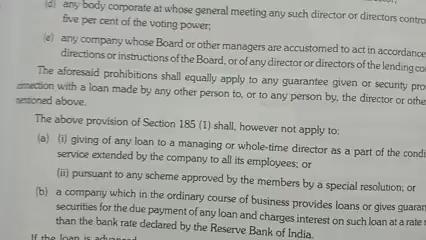 (d) any body corporate at whose general meeting any such director or directors contro
five per cent of the voting power;
(e) any company whose Board or other managers are accustomed to act in accordance
directions or instructions of the Board, or of any director or directors of the lending co
The aforesaid prohibitions shall equally apply to any guarantee given or security pro
connection with a loan made by any other person to, or to any person by, the director or othe
mentioned above.
The above provision of Section 185 (1) shall, however not apply to:
(a) (i) giving of any loan to a managing or whole-time director as a part of the condi
service extended by the company to all its employees; or
(ii) pursuant to any scheme approved by the members by a special resolution; or
(b) a company which in the ordinary course of business provides loans or gives guaran
securities for the due payment of any loan and charges interest on such loan at a rate
than the bank rate declared by the Reserve Bank of India.
If the loan is advanced